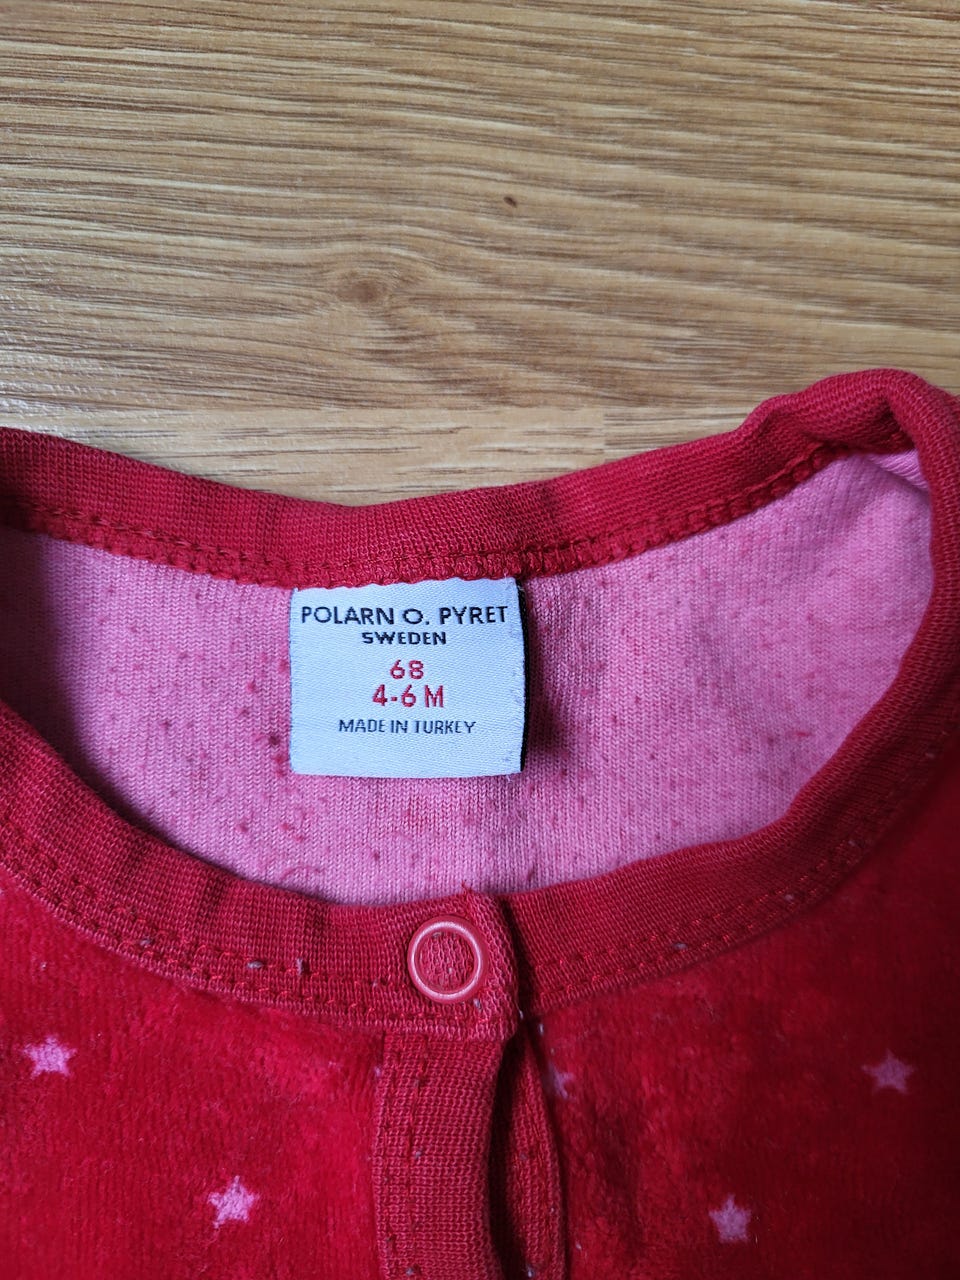 POLARN O. PYRET
SWEDEN
68
4-6 M
MADE IN TURKEY